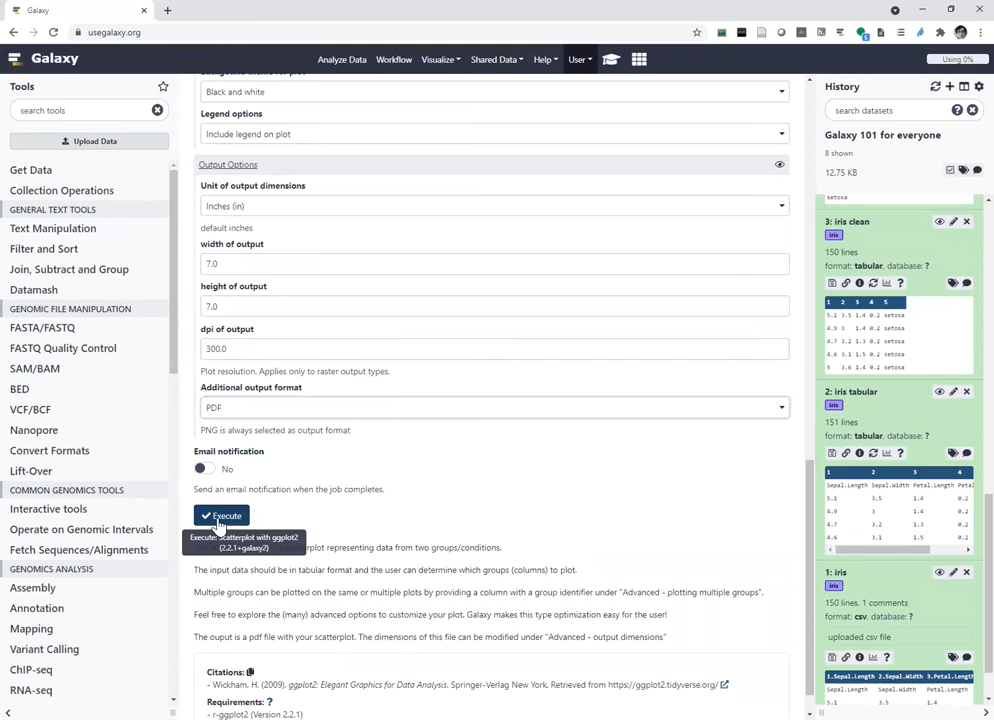 Galaxy
usegalaxy.org
Galaxy
Analyze Data
Workflow
Visualize
Shared Data
Help
User
Using 0%
Tools
search tools
Upload Data
Get Data
Collection Operations
GENERAL TEXT TOOLS
Text Manipulation
Filter and Sort
Join, Subtract and Group
Datamash
GENOMIC FILE MANIPULATION
FASTA/FASTQ
FASTQ Quality Control
SAM/BAM
BED
VCF/BCF
Nanopore
Convert Formats
Lift-Over
COMMON GENOMICS TOOLS
Interactive tools
Operate on Genomic Intervals
Fetch Sequences/Alignments
GENOMICS ANALYSIS
Assembly
Annotation
Mapping
Variant Calling
ChIP-seq
RNA-seq
Black and white
Legend options
Include legend on plot
Output Options
Unit of output dimensions
Inches (in)
default inches
width of output
7.0
height of output
7.0
dpi of output
300.0
Plot resolution. Applies only to raster output types.
Additional output format
PDF
PNG is always selected as output format
Email notification
No
Send an email notification when the job completes.
Execute
Execute: Scatterplot with ggplot2
(2.2.1+galaxy2)
representing data from two groups/conditions.
The input data should be in tabular format and the user can determine which groups (columns) to plot.
Multiple groups can be plotted on the same or multiple plots by providing a column with a group identifier under "Advanced - plotting multiple groups".
Feel free to explore the (many) advanced options to customize your plot. Galaxy makes this type optimization easy for the user!
The ouput is a pdf file with your scatterplot. The dimensions of this file can be modified under "Advanced - output dimensions"
Citations:
- Wickham, H. (2009). ggplot2: Elegant Graphics for Data Analysis. Springer-Verlag New York. Retrieved from https://ggplot2.tidyverse.org/
Requirements: ?
- r-ggplot2 (Version 2.2.1)
History
search datasets
Galaxy 101 for everyone
8 shown
12.75 KB
setosa
3: iris clean
iris
150 lines
format: tabular, database: ?
1 2 3 4 5
5.1 3.5 1.4 0.2 setosa
4.9 3 1.4 0.2 setosa
4.7 3.2 1.3 0.2 setosa
4.6 3.1 1.5 0.2 setosa
5 3.6 1.4 0.2 setosa
2: iris tabular
iris
151 lines
format: tabular, database: ?
1 2 3 4
Sepal.Length Sepal.Width Petal.Length Petal
5.1 3.5 1.4 0.2
4.9 3 1.4 0.2
4.7 3.2 1.3 0.2
4.6 3.1 1.5 0.2
1: iris
iris
150 lines, 1 comments
format: csv, database: ?
uploaded csv file
1.Sepal.Length 2.Sepal.Width 3.Petal.Length
Sepal.Length Sepal.Width Petal.Length
5.1 3.5 1.4